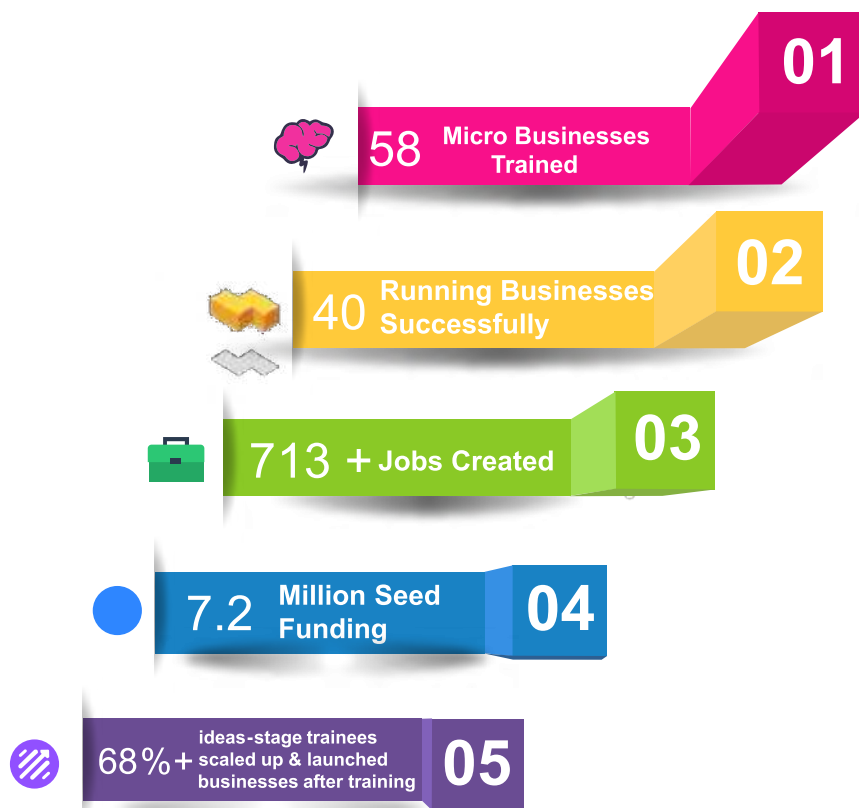 01
58 Micro Businesses
Trained
02
40 Running Businesses
Successfully
03
713 + Jobs Created
04
7.2 Million Seed
Funding
05
68%+ ideas-stage trainees
scaled up & launched
businesses after training